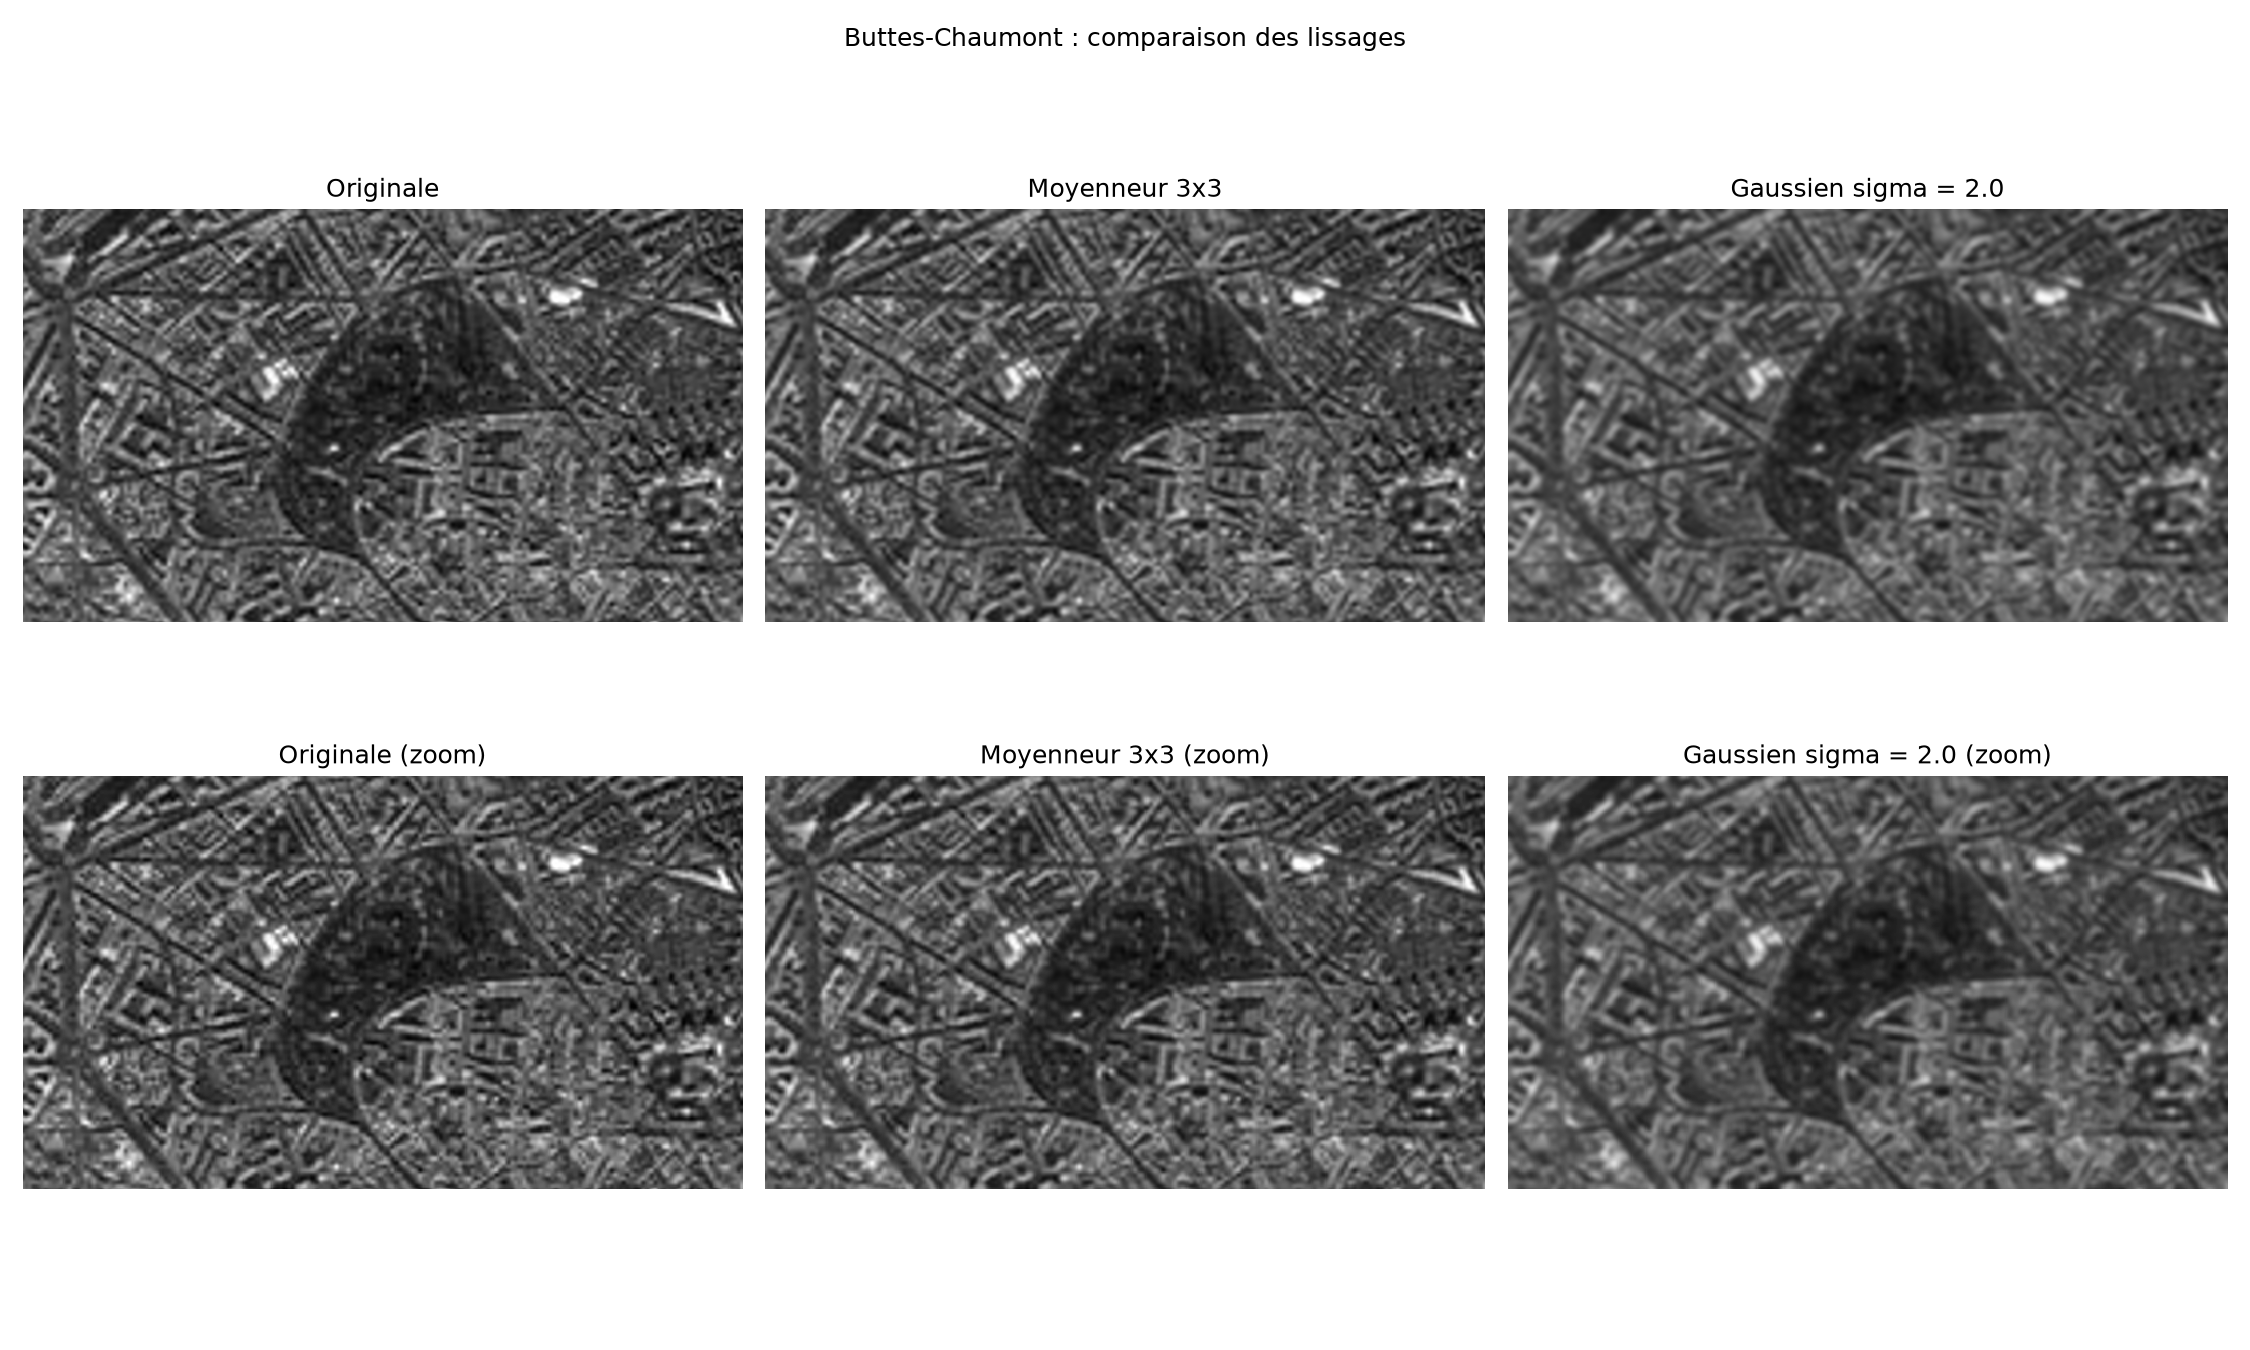 Buttes-Chaumont : comparaison des lissages
Originale
Moyenneur 3x3
Gaussien sigma = 2.0
Originale (zoom)
Moyenneur 3x3 (zoom)
Gaussien sigma = 2.0 (zoom)